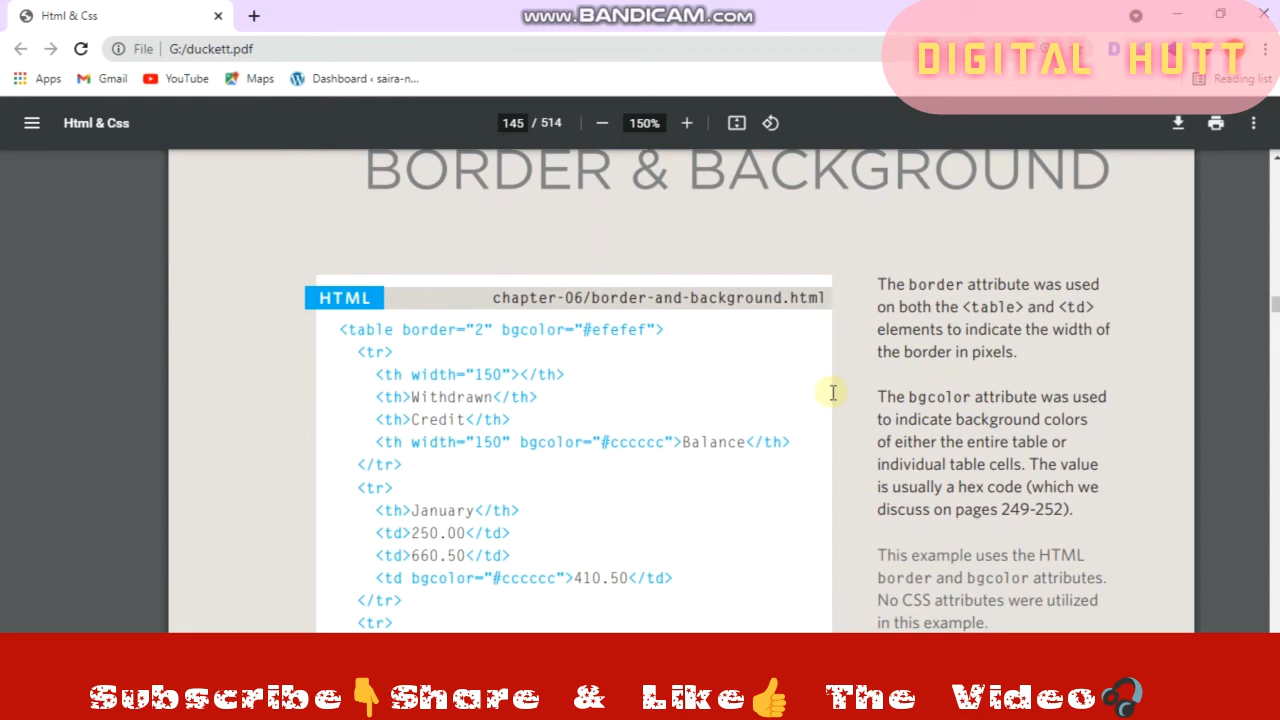 Html & Css
www.BANDICAM.com
File
G:/duckett.pdf
DIGITAL HUTT
Apps
Gmail
YouTube
Maps
Dashboard ‹ saira-n...
Reading list
Html & Css
145 / 514
150%
BORDER & BACKGROUND
HTML
chapter-06/border-and-background.html
<table border="2" bgcolor="#efefef">
<tr>
<th width="150"></th>
<th>Withdrawn</th>
<th>Credit</th>
<th width="150" bgcolor="#cccccc">Balance</th>
</tr>
<tr>
<th>January</th>
<td>250.00</td>
<td>660.50</td>
<td bgcolor="#cccccc">410.50</td>
</tr>
<tr>
The border attribute was used
on both the <table> and <td>
elements to indicate the width of
the border in pixels.
The bgcolor attribute was used
to indicate background colors
of either the entire table or
individual table cells. The value
is usually a hex code (which we
discuss on pages 249-252).
This example uses the HTML
border and bgcolor attributes.
No CSS attributes were utilized
in this example.
Subscribe👇Share & Like👍 The Video🎧